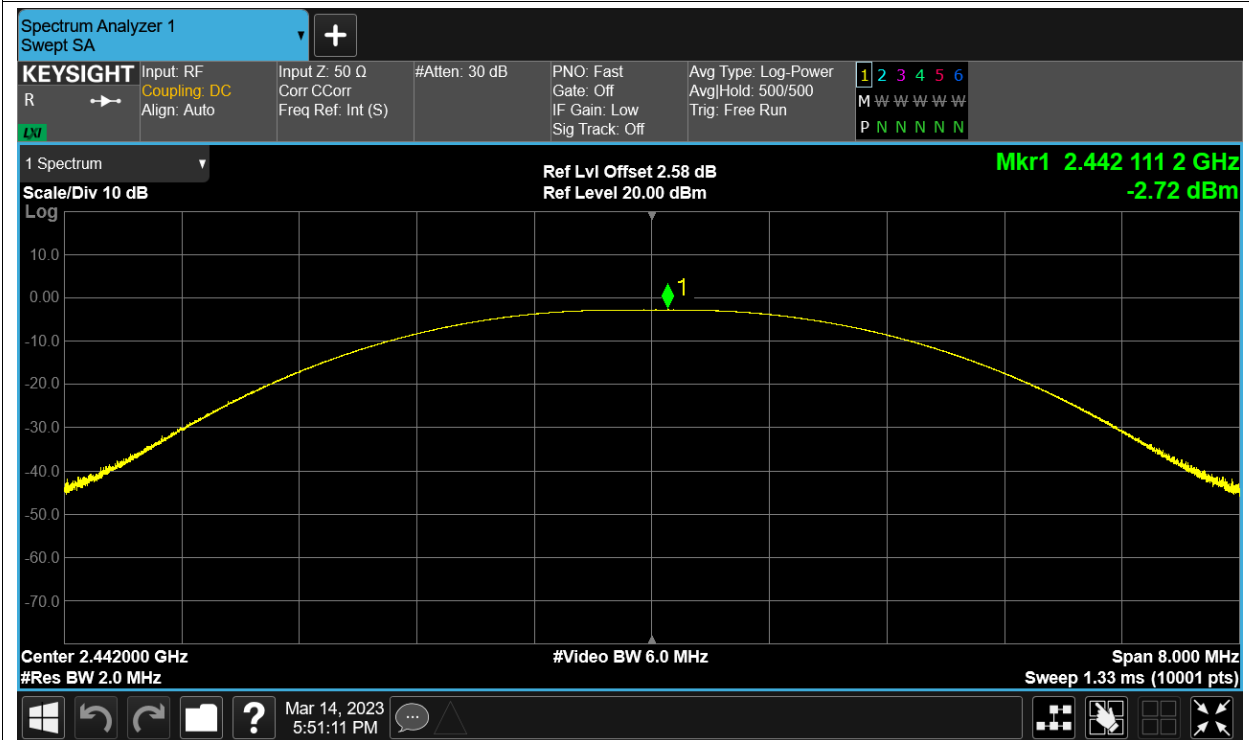 Spectrum Analyzer 1
Swept SA
+
KEYSIGHT
R
LXI
Input: RF
Coupling: DC
Align: Auto
Input Z: 50 Ω
Corr CCorr
Freq Ref: Int (S)
#Atten: 30 dB
PNO: Fast
Gate: Off
IF Gain: Low
Sig Track: Off
Avg Type: Log-Power
Avg|Hold: 500/500
Trig: Free Run
1 2 3 4 5 6
M W W W W W
P N N N N N
1 Spectrum
Scale/Div 10 dB
Log
Ref Lvl Offset 2.58 dB
Ref Level 20.00 dBm
Mkr1 2.442 111 2 GHz
-2.72 dBm
10.0
0.00
-10.0
-20.0
-30.0
-40.0
-50.0
-60.0
-70.0
1
Center 2.442000 GHz
#Res BW 2.0 MHz
#Video BW 6.0 MHz
Span 8.000 MHz
Sweep 1.33 ms (10001 pts)
?
Mar 14, 2023
5:51:11 PM